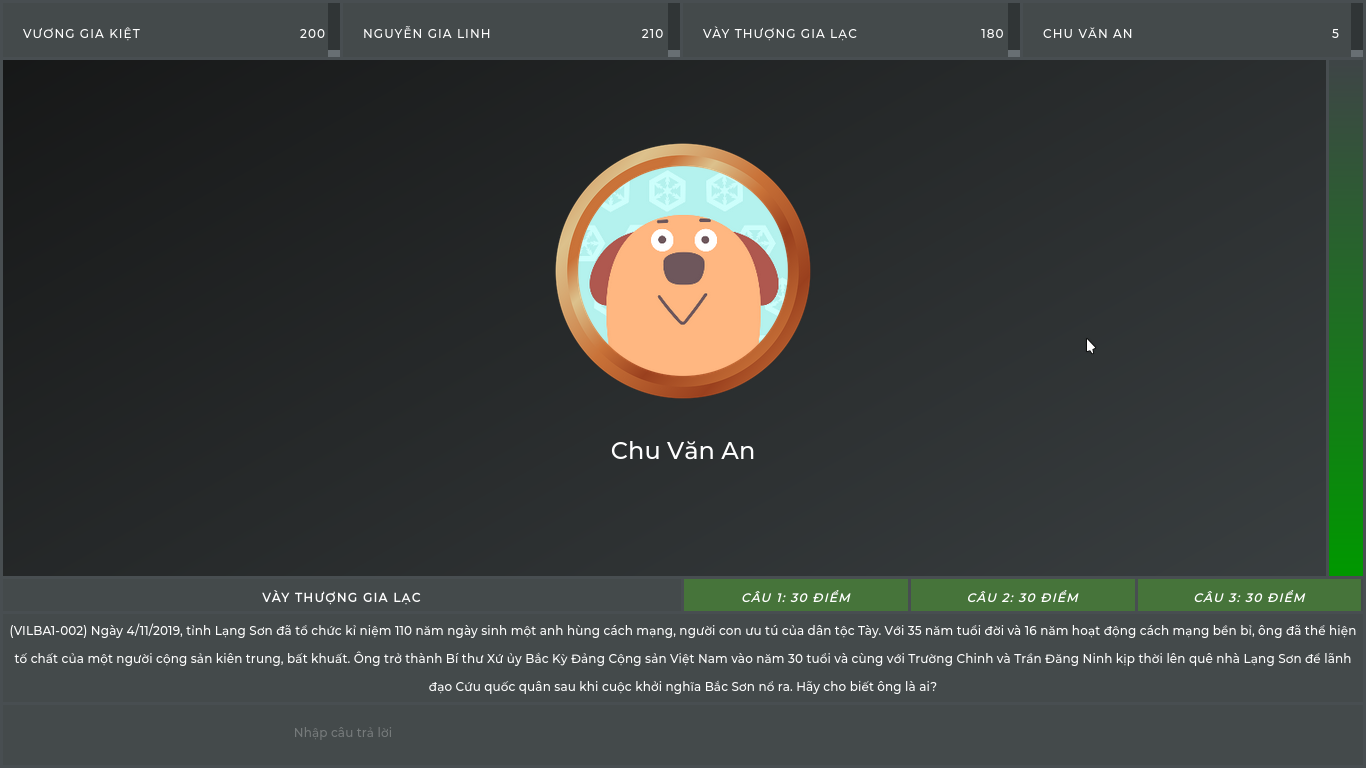 VƯƠNG GIA KIỆT 200 NGUYỄN GIA LINH 210 VÀY THƯỢNG GIA LẠC 180 CHU VĂN AN 5
Chu Văn An
VÀY THƯỢNG GIA LẠC CÂU 1: 30 ĐIỂM CÂU 2: 30 ĐIỂM CÂU 3: 30 ĐIỂM
(VILBA1-002) Ngày 4/11/2019, tỉnh Lạng Sơn đã tổ chức kỉ niệm 110 năm ngày sinh một anh hùng cách mạng, người con ưu tú của dân tộc Tày. Với 35 năm tuổi đời và 16 năm hoạt động cách mạng bền bỉ, ông đã thể hiện
tố chất của một người cộng sản kiên trung, bất khuất. Ông trở thành Bí thư Xứ ủy Bắc Kỳ Đảng Cộng sản Việt Nam vào năm 30 tuổi và cùng với Trường Chinh và Trần Đăng Ninh kịp thời lên quê nhà Lạng Sơn để lãnh
đạo Cứu quốc quân sau khi cuộc khởi nghĩa Bắc Sơn nổ ra. Hãy cho biết ông là ai?
Nhập câu trả lời